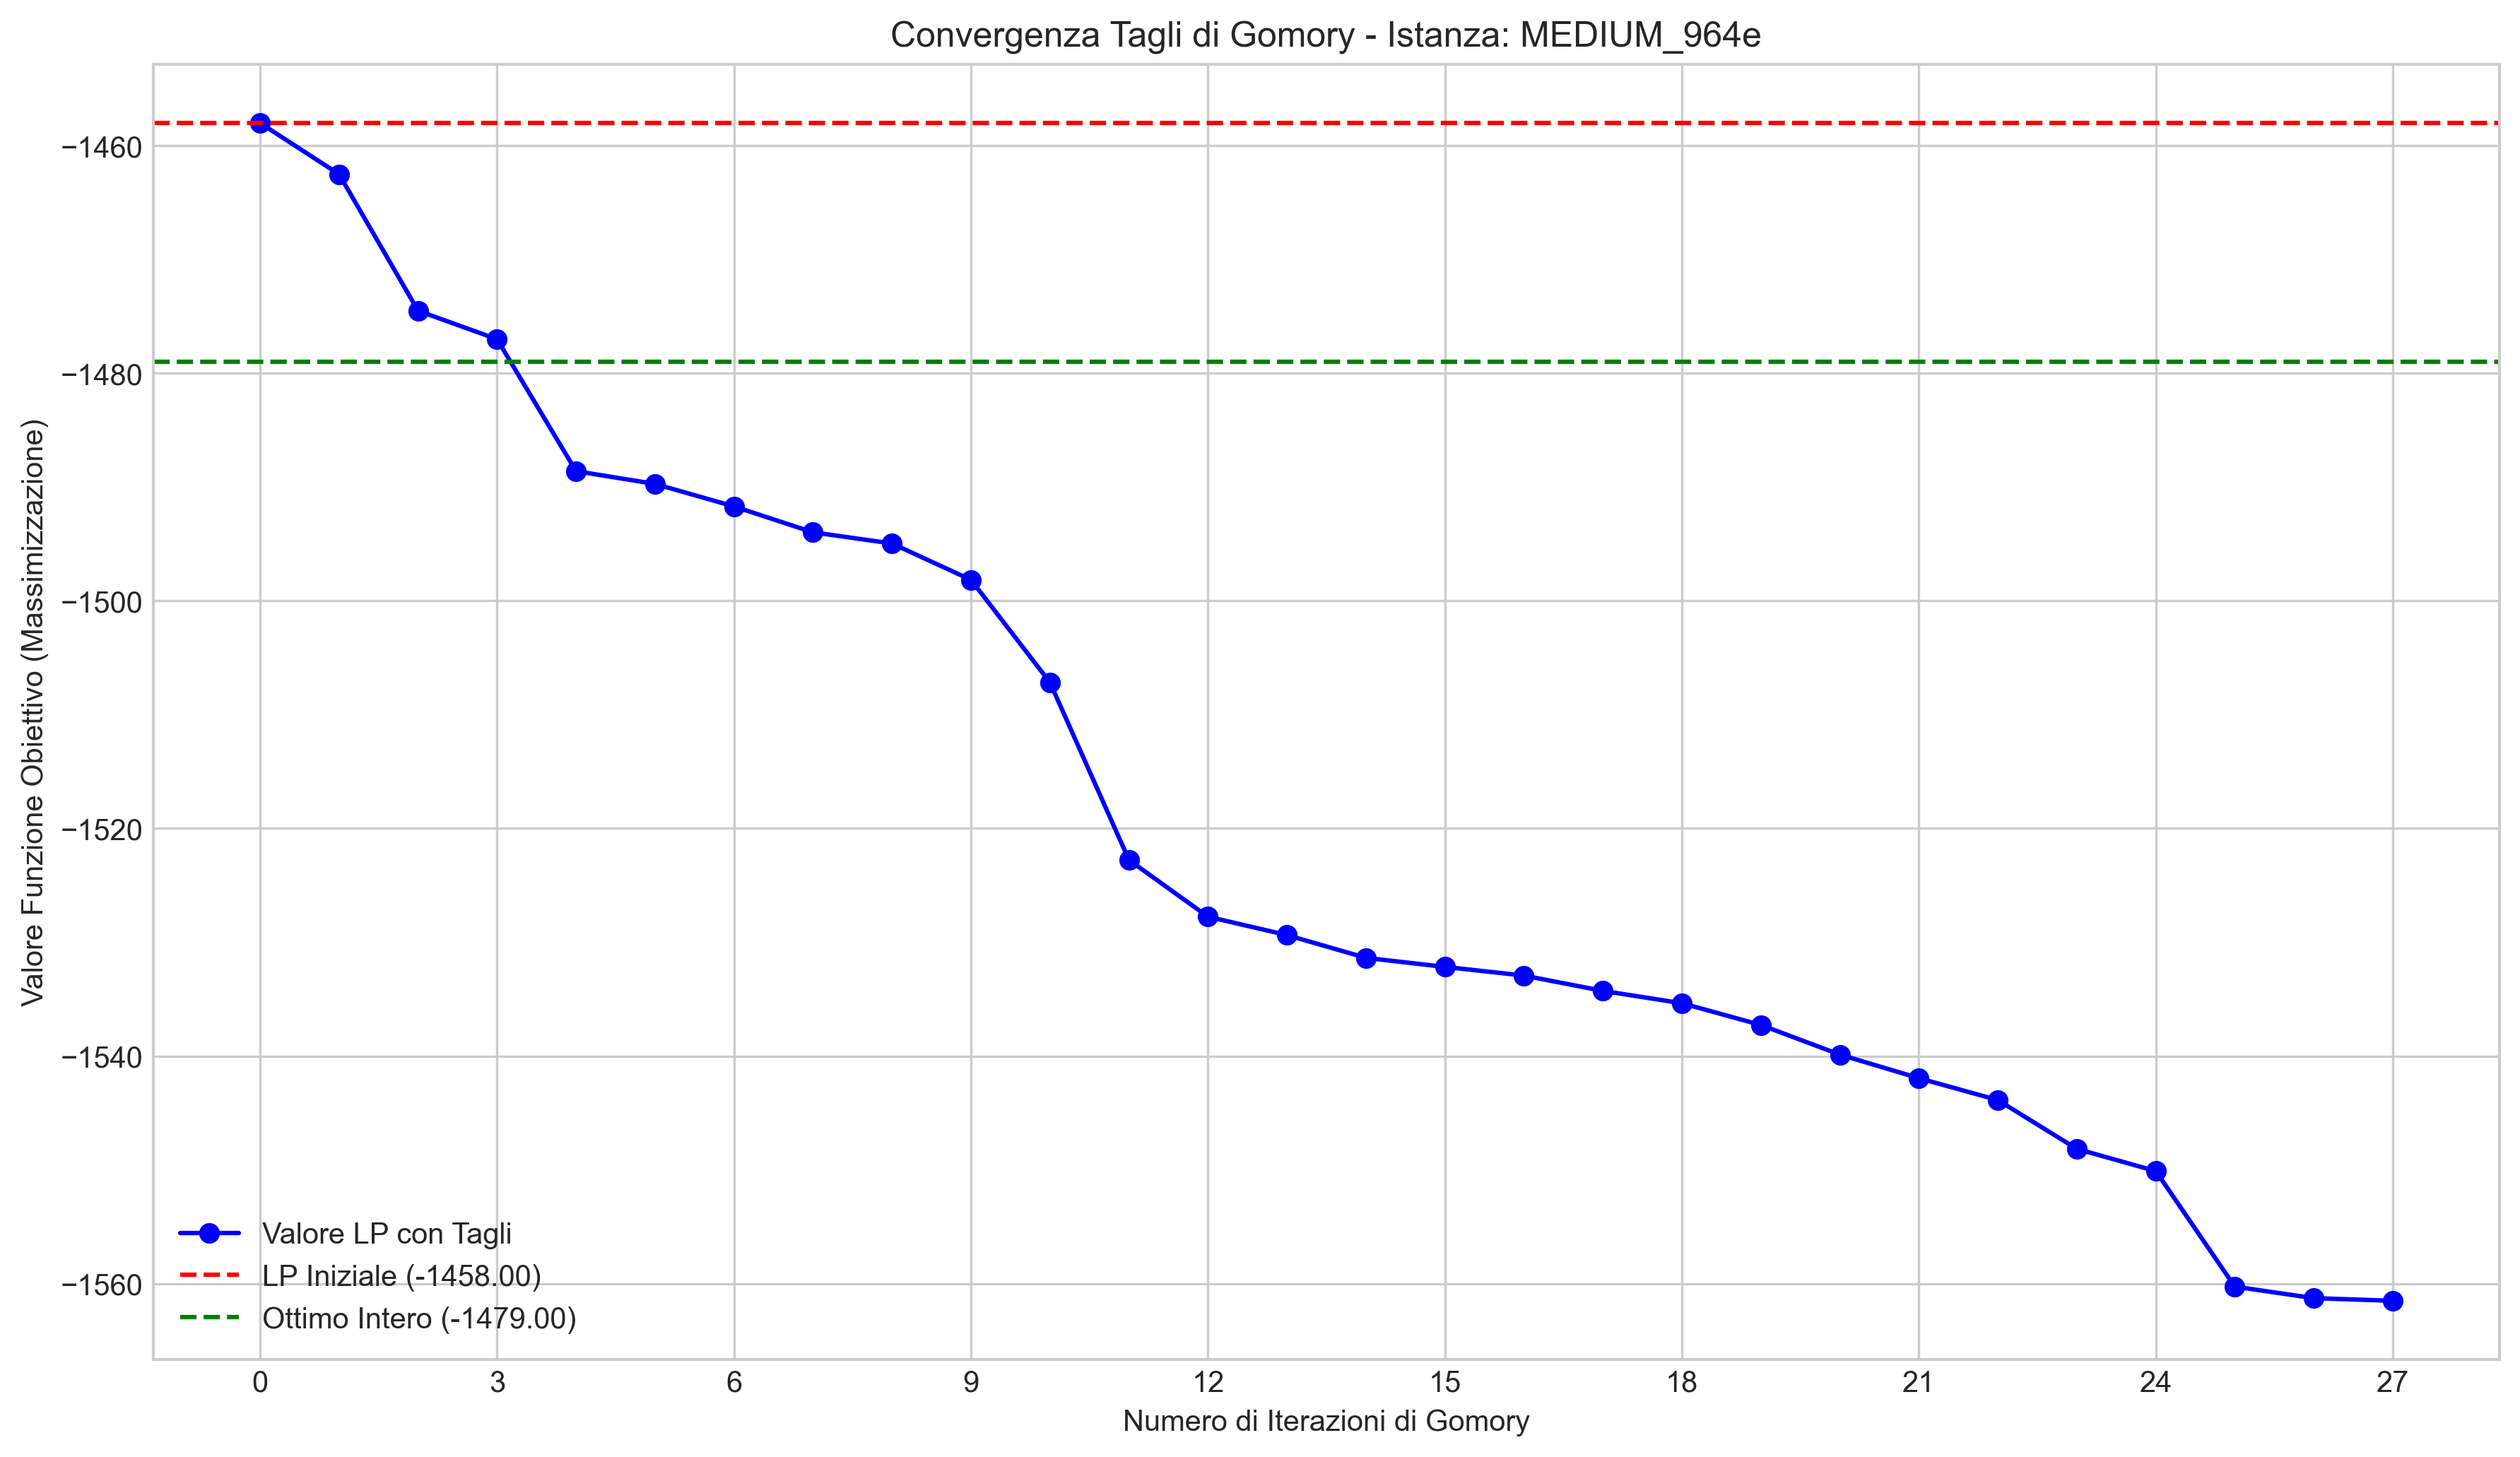 Convergenza Tagli di Gomory - Istanza: MEDIUM_964e
Valore Funzione Obiettivo (Massimizzazione)
−1460
−1480
−1500
−1520
−1540
−1560
Valore LP con Tagli
LP Iniziale (-1458.00)
Ottimo Intero (-1479.00)
0 3 6 9 12 15 18 21 24 27
Numero di Iterazioni di Gomory